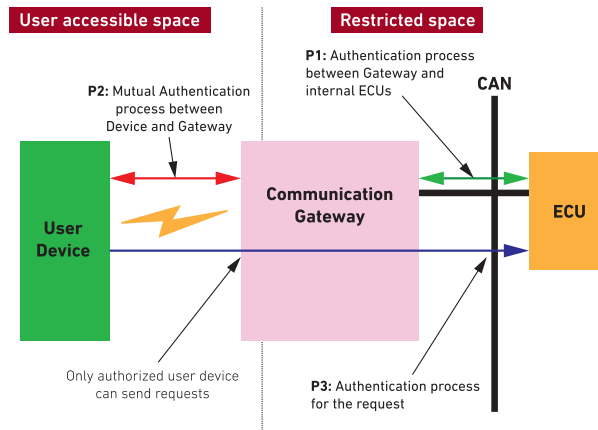 User accessible space
Restricted space
P1: Authentication process
between Gateway and
internal ECUs
CAN
P2: Mutual Authentication
process between
Device and Gateway
Communication
Gateway
User
Device
ECU
Only authorized user device
can send requests
P3: Authentication process
for the request